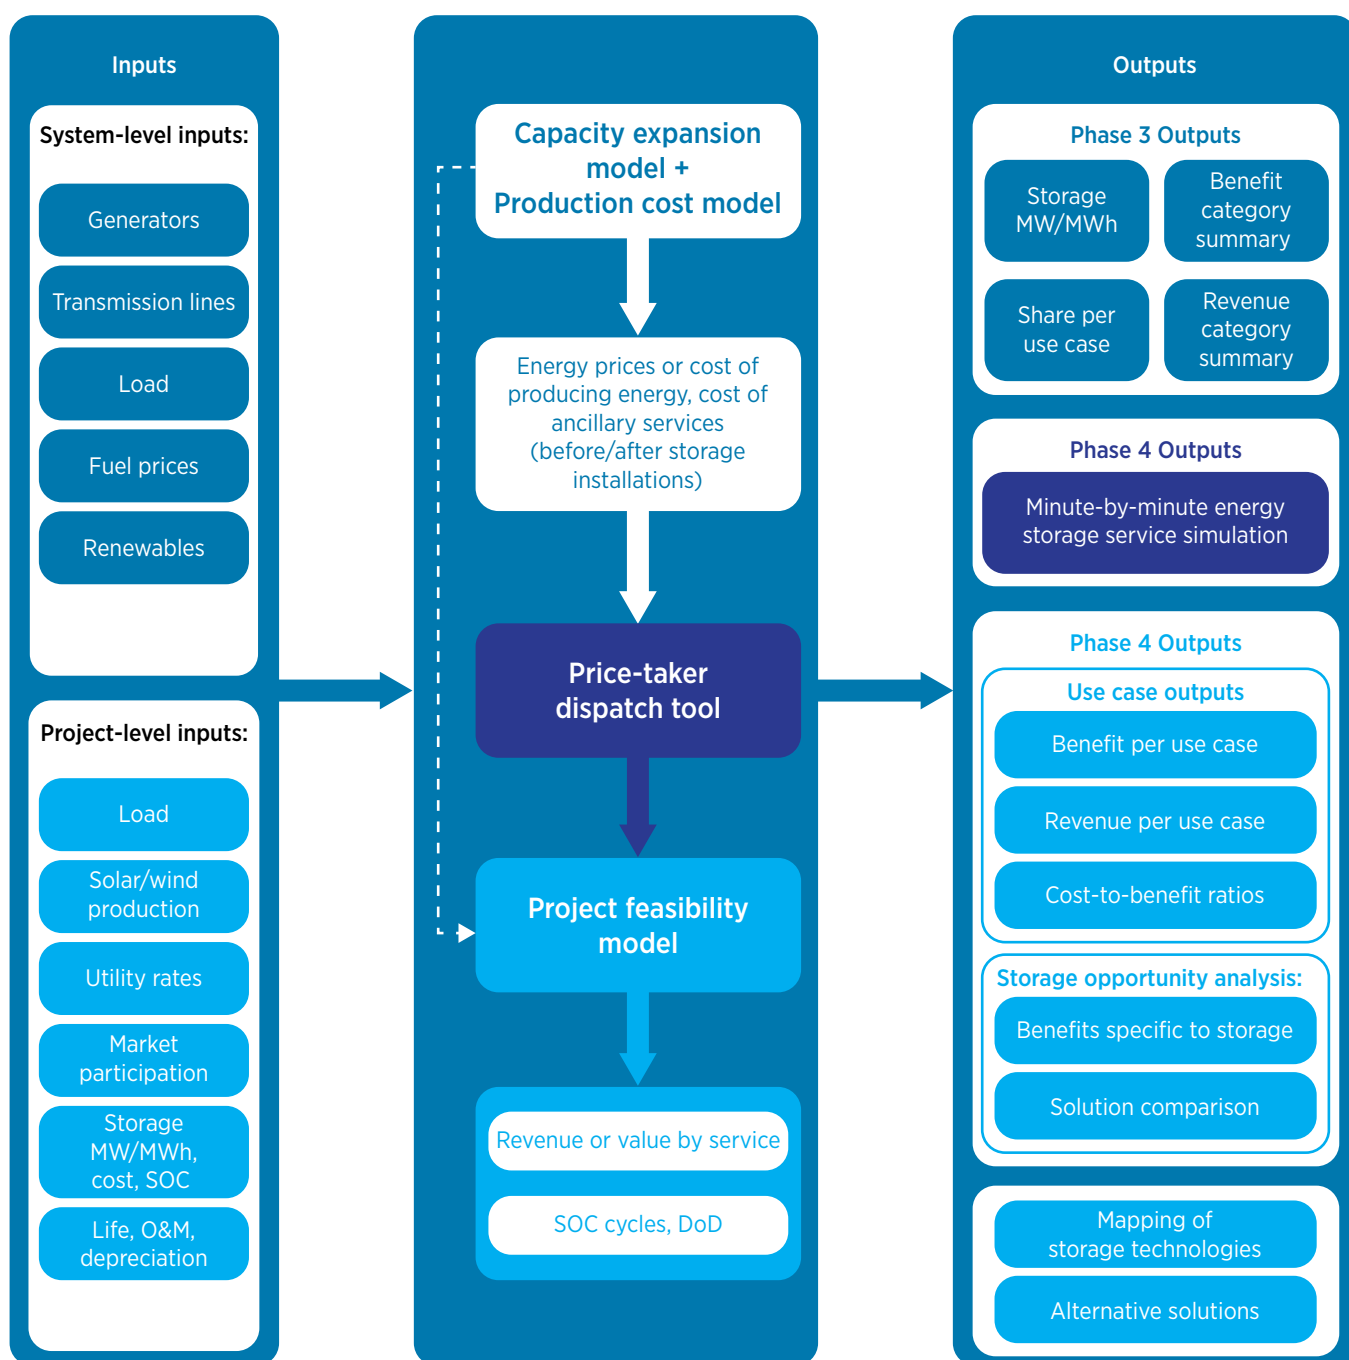 Inputs
System-level inputs:
Generators
Transmission lines
Load
Fuel prices
Renewables
Project-level inputs:
Load
Solar/wind
production
Utility rates
Market
participation
Storage
MW/MWh,
cost, SOC
Life, O&M,
depreciation
Capacity expansion
model +
Production cost model
Energy prices or cost of
producing energy, cost of
ancillary services
(before/after storage
installations)
Price-taker
dispatch tool
Project feasibility
model
Revenue or value by service
SOC cycles, DoD
Outputs
Phase 3 Outputs
Storage
MW/MWh
Benefit
category
summary
Share per
use case
Revenue
category
summary
Phase 4 Outputs
Minute-by-minute energy
storage service simulation
Phase 4 Outputs
Use case outputs
Benefit per use case
Revenue per use case
Cost-to-benefit ratios
Storage opportunity analysis:
Benefits specific to storage
Solution comparison
Mapping of
storage technologies
Alternative solutions